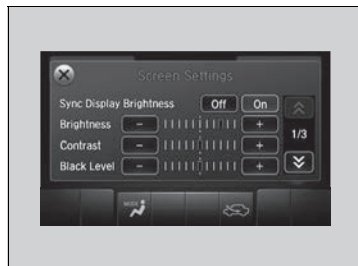 Screen Settings
Sync Display Brightness Off On
Brightness - +
1/3
Contrast - +
Black Level - +
MODE